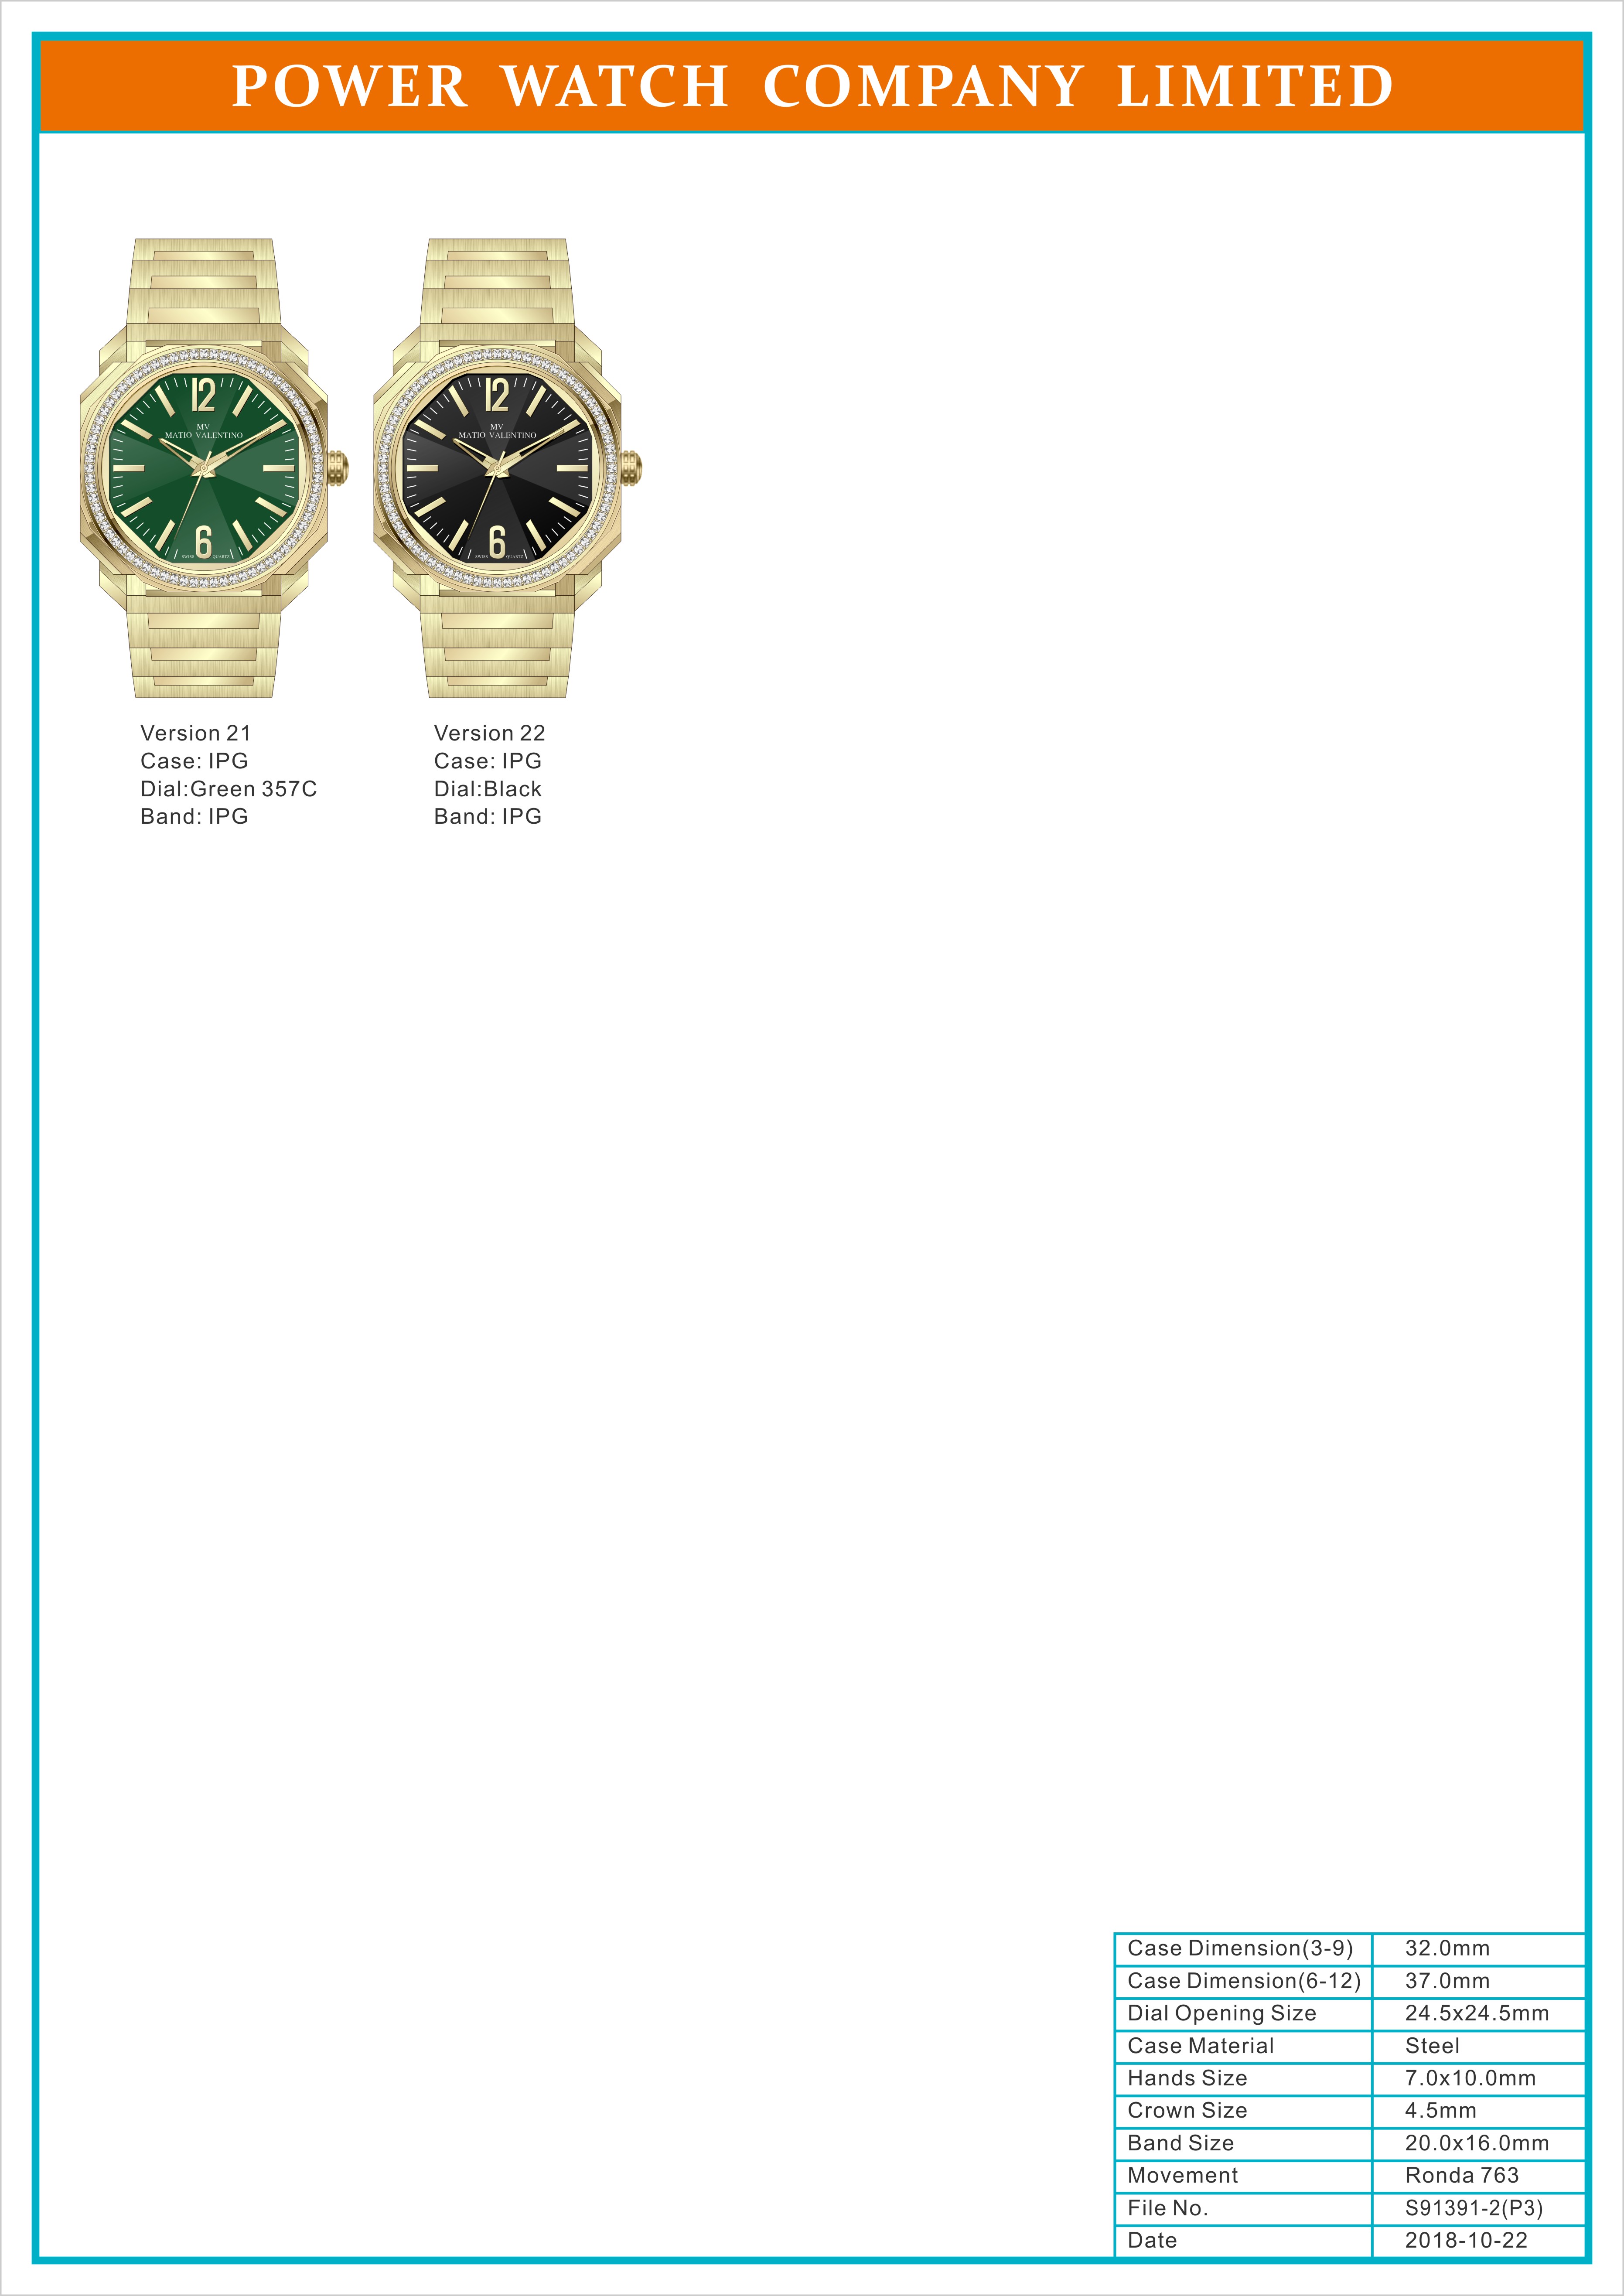 POWER WATCH COMPANY LIMITED
12
MV
MATIO VALENTINO
6
SWISS QUARTZ
12
MV
MATIO VALENTINO
6
SWISS QUARTZ
Version 21
Case: IPG
Dial:Green 357C
Band: IPG
Version 22
Case: IPG
Dial:Black
Band: IPG
Case Dimension(3-9) 32.0mm
Case Dimension(6-12) 37.0mm
Dial Opening Size 24.5x24.5mm
Case Material Steel
Hands Size 7.0x10.0mm
Crown Size 4.5mm
Band Size 20.0x16.0mm
Movement Ronda 763
File No. S91391-2(P3)
Date 2018-10-22